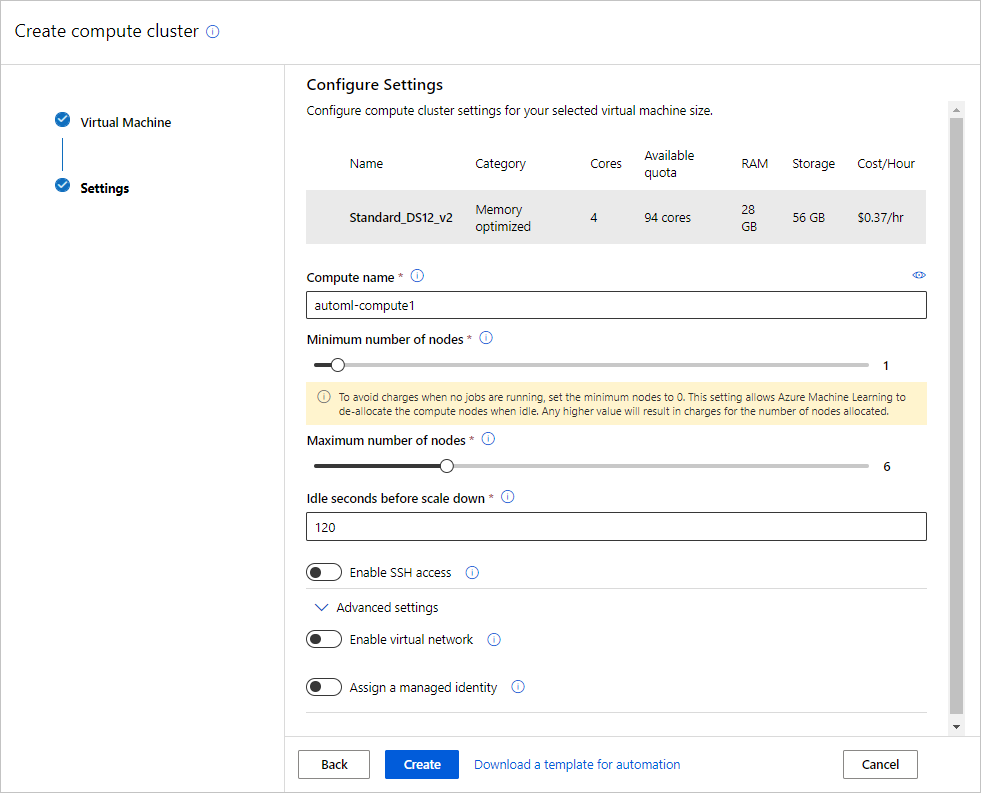 Create compute cluster
Virtual Machine
Settings
Configure Settings
Configure compute cluster settings for your selected virtual machine size.
Name Category Cores Available quota RAM Storage Cost/Hour
Standard_DS12_v2 Memory optimized 4 94 cores 28 GB 56 GB $0.37/hr
Compute name *
automl-compute1
Minimum number of nodes *
1
To avoid charges when no jobs are running, set the minimum nodes to 0. This setting allows Azure Machine Learning to
de-allocate the compute nodes when idle. Any higher value will result in charges for the number of nodes allocated.
Maximum number of nodes *
6
Idle seconds before scale down *
120
Enable SSH access
Advanced settings
Enable virtual network
Assign a managed identity
Back Create Download a template for automation Cancel